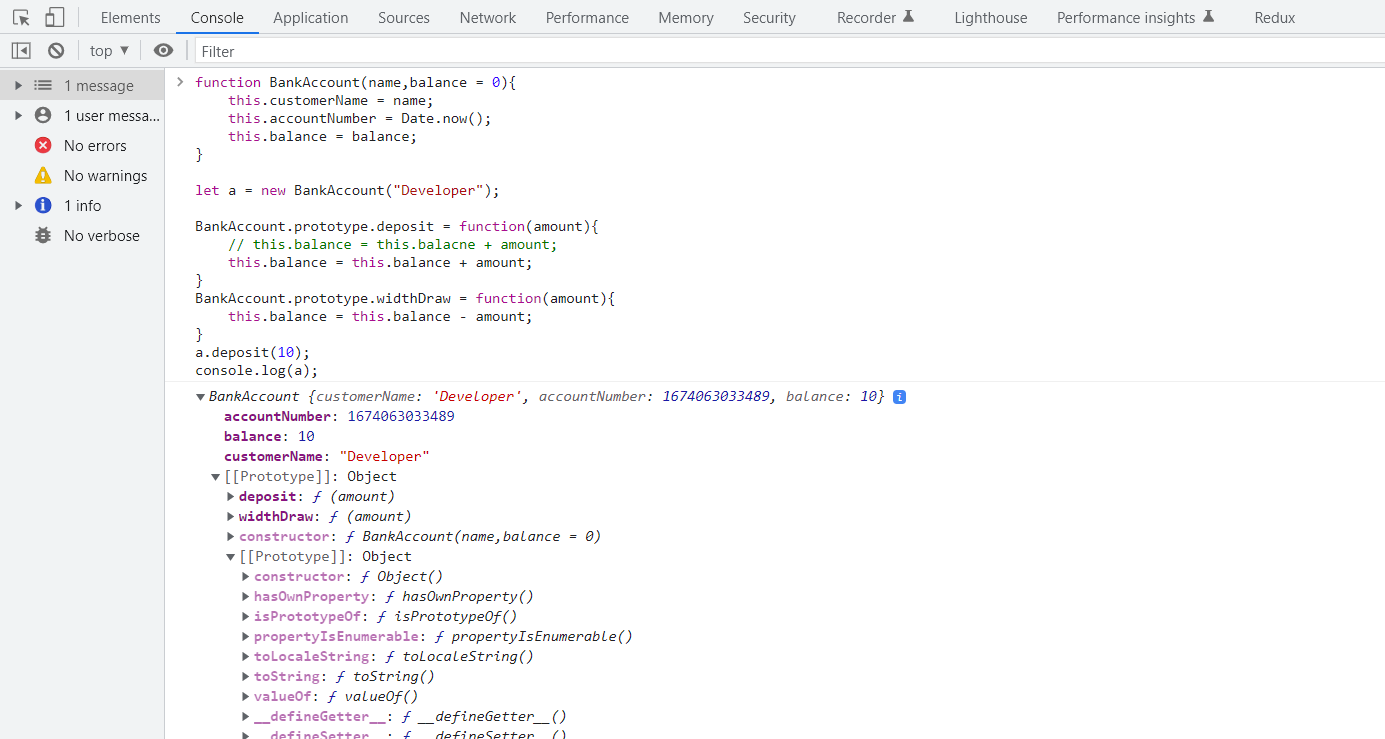 Elements Console Application Sources Network Performance Memory Security Recorder Lighthouse Performance insights Redux
top ▼ Filter
1 message
1 user messa...
No errors
No warnings
1 info
No verbose
function BankAccount(name,balance = 0){
    this.customerName = name;
    this.accountNumber = Date.now();
    this.balance = balance;
}
let a = new BankAccount("Developer");
BankAccount.prototype.deposit = function(amount){
    // this.balance = this.balacne + amount;
    this.balance = this.balance + amount;
}
BankAccount.prototype.widthDraw = function(amount){
    this.balance = this.balance - amount;
}
a.deposit(10);
console.log(a);
BankAccount {customerName: 'Developer', accountNumber: 1674063033489, balance: 10} i
accountNumber: 1674063033489
balance: 10
customerName: "Developer"
[[Prototype]]: Object
deposit: ƒ (amount)
widthDraw: ƒ (amount)
constructor: ƒ BankAccount(name,balance = 0)
[[Prototype]]: Object
constructor: ƒ Object()
hasOwnProperty: ƒ hasOwnProperty()
isPrototypeOf: ƒ isPrototypeOf()
propertyIsEnumerable: ƒ propertyIsEnumerable()
toLocaleString: ƒ toLocaleString()
toString: ƒ toString()
valueOf: ƒ valueOf()
__defineGetter__: ƒ __defineGetter__()
__defineSetter__: ƒ __defineSetter__()